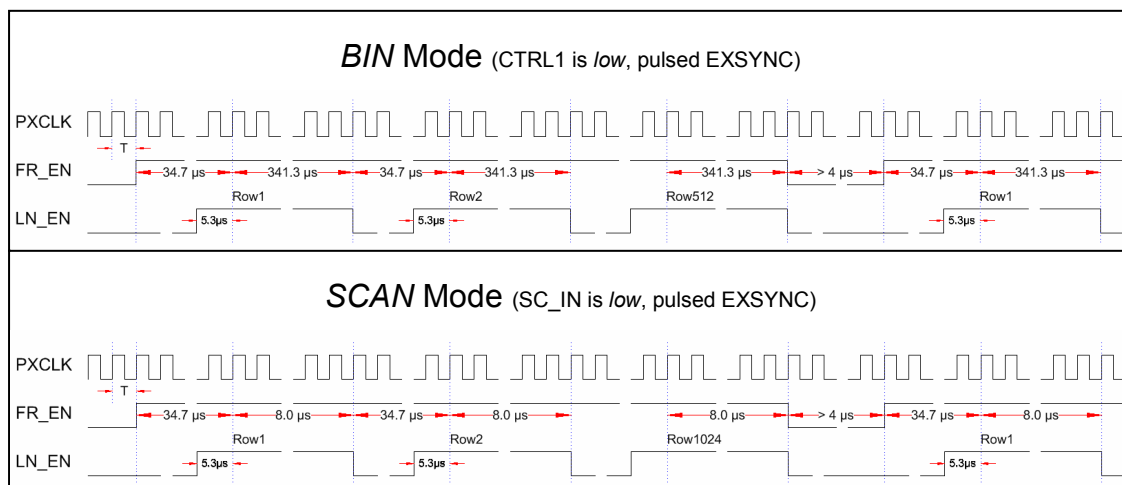 BIN Mode (CTRL1 is low, pulsed EXSYNC)
PXCLK
T
FR_EN
34.7 µs 341.3 µs 34.7 µs 341.3 µs 341.3 µs > 4 µs 34.7 µs 341.3 µs
Row1 Row2 Row512 Row1
LN_EN
5.3µs 5.3µs 5.3µs
SCAN Mode (SC_IN is low, pulsed EXSYNC)
PXCLK
T
FR_EN
34.7 µs 8.0 µs 34.7 µs 8.0 µs 8.0 µs > 4 µs 34.7 µs 8.0 µs
Row1 Row2 Row1024 Row1
LN_EN
5.3µs 5.3µs 5.3µs